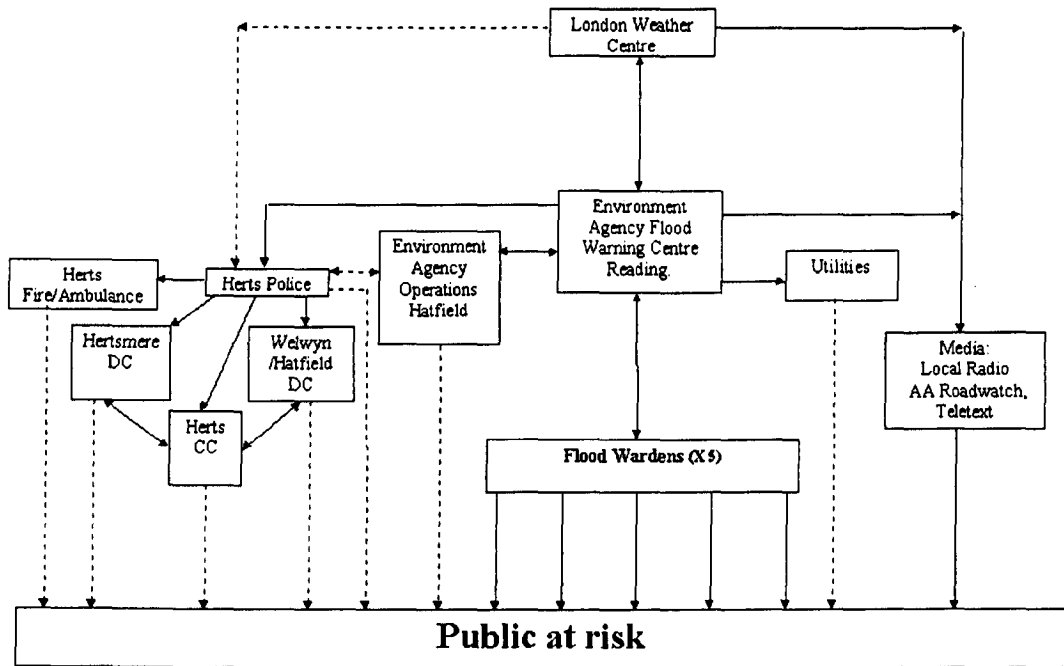 London Weather
Centre
Environment
Agency Flood
Warning Centre
Reading.
Environment
Agency
Operations
Hatfield
Utilities
Herts
Fire/Ambulance
Herts Police
Hertsmere
DC
Welwyn
/Hatfield
DC
Herts
CC
Media:
Local Radio
AA Roadwatch,
Teletext
Flood Wardens (X5)
Public at risk